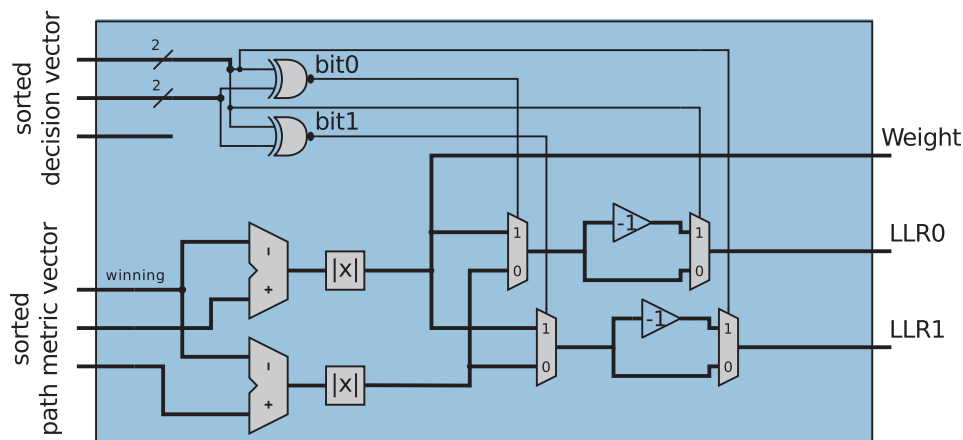 sorted
decision vector
2
2
bit0
bit1
Weight
sorted
path metric vector
winning
-
+
|x|
-
+
|x|
1
0
-1
1
0
LLR0
1
0
-1
1
0
LLR1